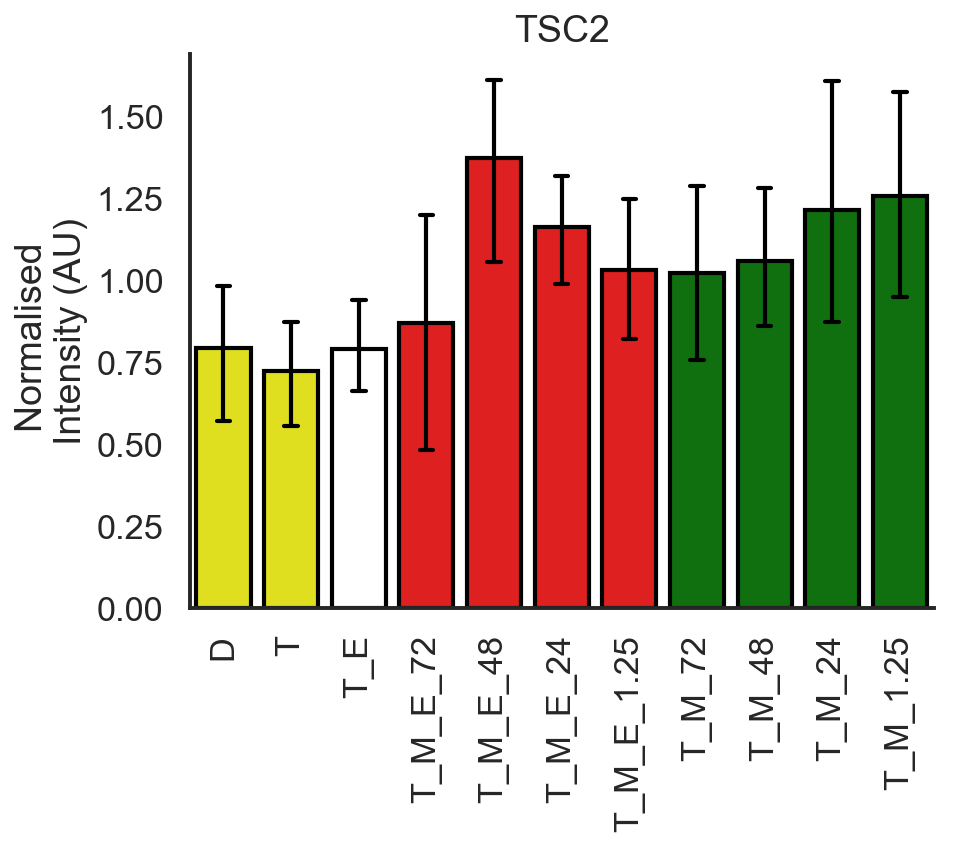 TSC2
Normalised
Intensity (AU)
1.50
1.25
1.00
0.75
0.50
0.25
0.00
D
T
T_E
T_M_E_72
T_M_E_48
T_M_E_24
T_M_E_1.25
T_M_72
T_M_48
T_M_24
T_M_1.25